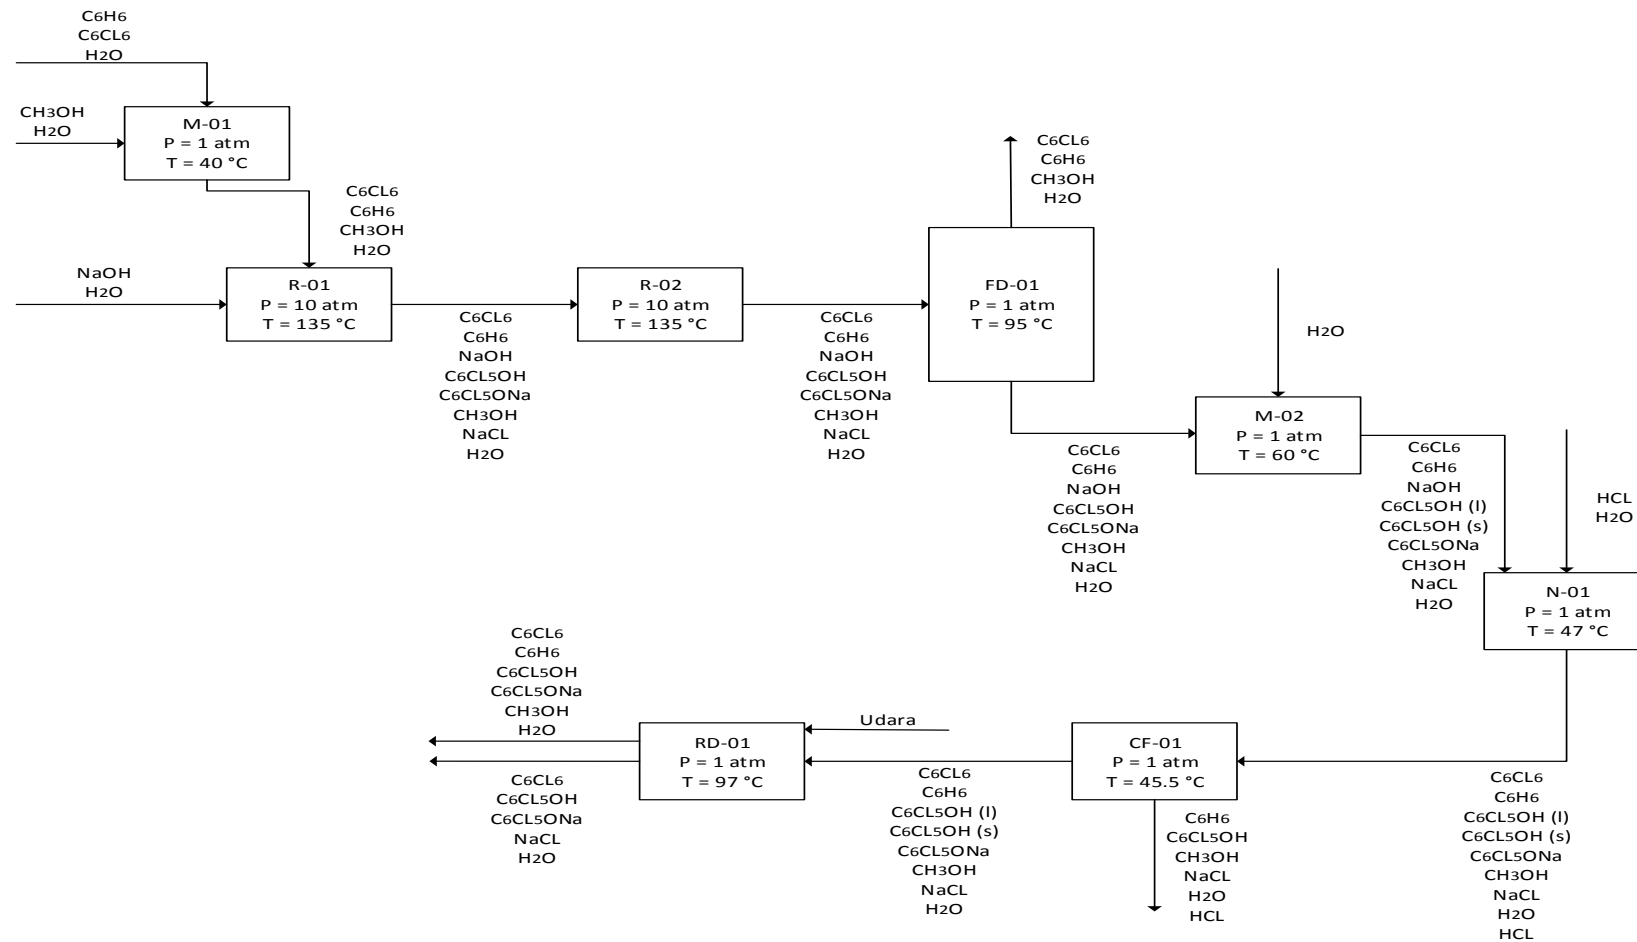 C6H6
C6CL6
H2O
CH3OH
H2O
M-01
P = 1 atm
T = 40 °C
C6CL6
C6H6
CH3OH
H2O
NaOH
H2O
R-01
P = 10 atm
T = 135 °C
C6CL6
C6H6
NaOH
C6CL5OH
C6CL5ONa
CH3OH
NaCL
H2O
R-02
P = 10 atm
T = 135 °C
C6CL6
C6H6
NaOH
C6CL5OH
C6CL5ONa
CH3OH
NaCL
H2O
C6CL6
C6H6
CH3OH
H2O
FD-01
P = 1 atm
T = 95 °C
C6CL6
C6H6
NaOH
C6CL5OH
C6CL5ONa
CH3OH
NaCL
H2O
H2O
M-02
P = 1 atm
T = 60 °C
C6CL6
C6H6
NaOH
C6CL5OH (l)
C6CL5OH (s)
C6CL5ONa
CH3OH
NaCL
H2O
HCL
H2O
N-01
P = 1 atm
T = 47 °C
C6CL6
C6H6
C6CL5OH (l)
C6CL5OH (s)
C6CL5ONa
CH3OH
NaCL
H2O
HCL
CF-01
P = 1 atm
T = 45.5 °C
C6H6
C6CL5OH
CH3OH
NaCL
H2O
HCL
C6CL6
C6H6
C6CL5OH (l)
C6CL5OH (s)
C6CL5ONa
CH3OH
NaCL
H2O
Udara
RD-01
P = 1 atm
T = 97 °C
C6CL6
C6H6
C6CL5OH
C6CL5ONa
CH3OH
H2O
C6CL6
C6CL5OH
C6CL5ONa
NaCL
H2O